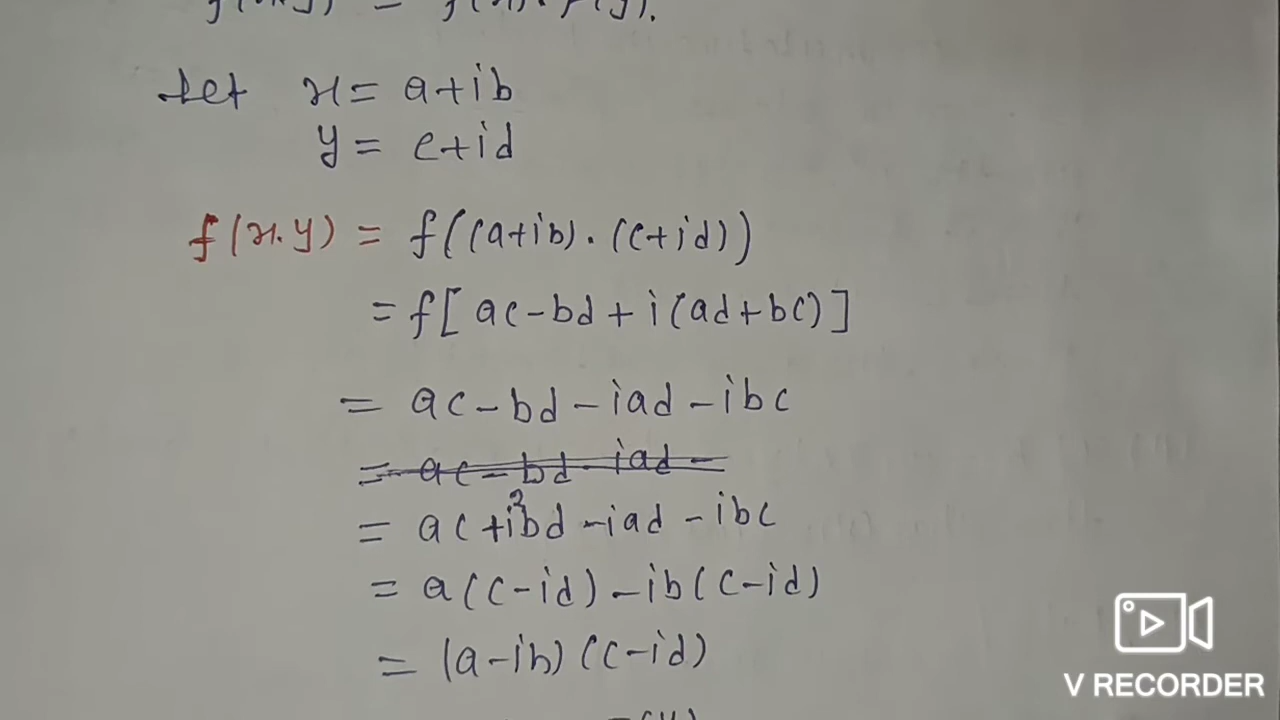 Let x = a+ib
y = c+id
f(x.y) = f((a+ib).(c+id))
= f[ac-bd+i(ad+bc)]
= ac-bd-iad-ibc
= ac-bd-iad-
= ac+i²bd-iad-ibc
= a(c-id)-ib(c-id)
= (a-ib)(c-id)
V RECORDER